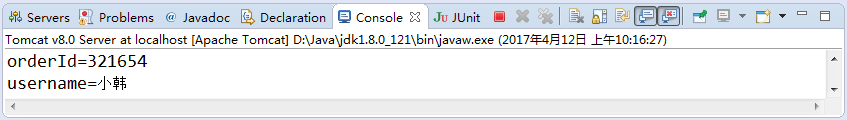 Servers Problems @ Javadoc Declaration Console JUnit
Tomcat v8.0 Server at localhost [Apache Tomcat] D:\Java\jdk1.8.0_121\bin\javaw.exe (2017年4月12日 上午10:16:27)
orderId=321654
username=小韩